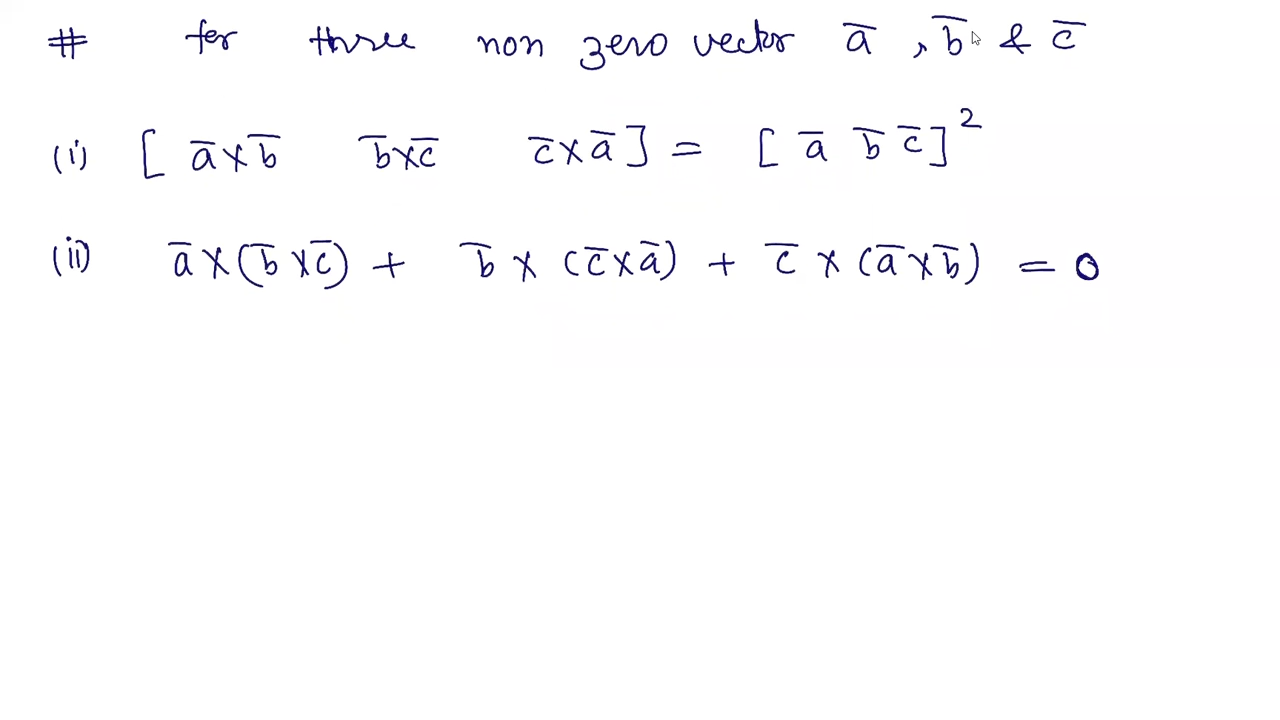 # for three non zero vector a̅ , b̅ & c̅
(i) [ a̅×b̅ b̅×c̅ c̅×a̅ ] = [ a̅ b̅ c̅ ]²
(ii) a̅×(b̅×c̅) + b̅×(c̅×a̅) + c̅×(a̅×b̅) = 0